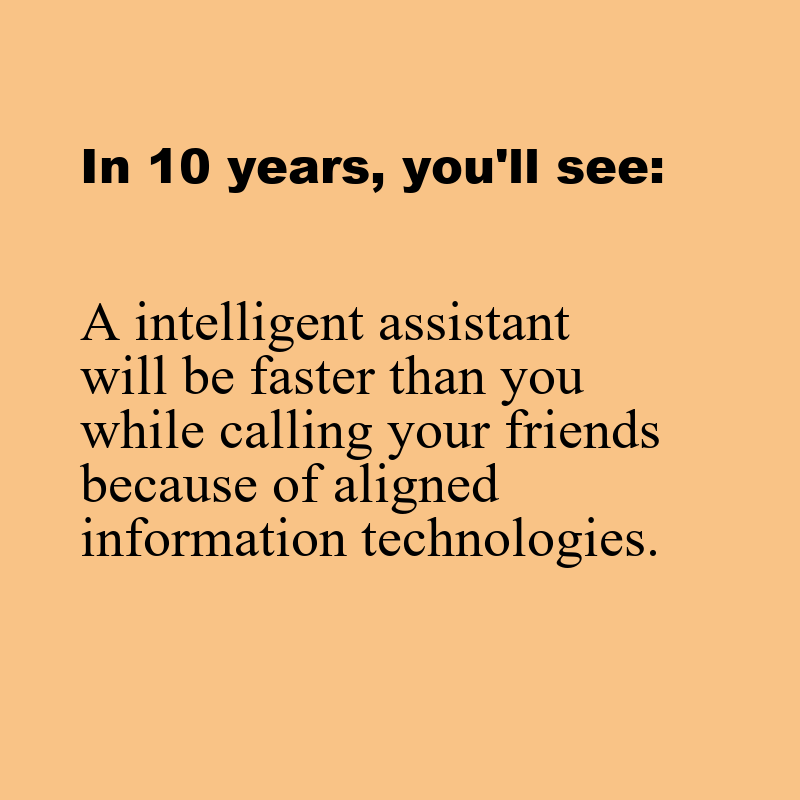 In 10 years, you'll see:
A intelligent assistant
will be faster than you
while calling your friends
because of aligned
information technologies.